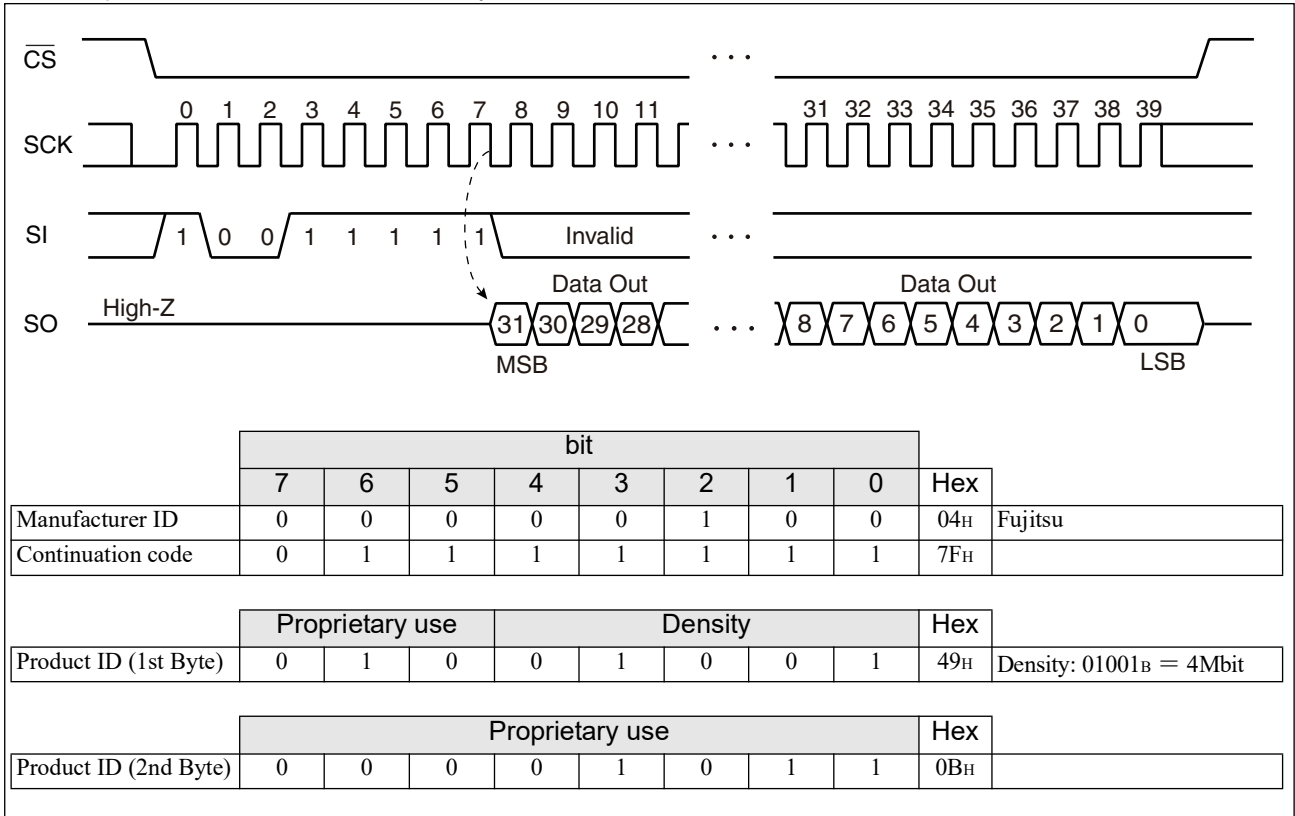 CS
SCK
SI
SO
0 1 2 3 4 5 6 7 8 9 10 11 31 32 33 34 35 36 37 38 39
1 0 0 1 1 1 1 1 Invalid
High-Z
Data Out Data Out
31 30 29 28 8 7 6 5 4 3 2 1 0
MSB LSB
bit
7 6 5 4 3 2 1 0 Hex
Manufacturer ID 0 0 0 0 0 1 0 0 04H Fujitsu
Continuation code 0 1 1 1 1 1 1 1 7FH
Proprietary use Density Hex
Product ID (1st Byte) 0 1 0 0 1 0 0 1 49H Density: 01001B = 4Mbit
Proprietary use Hex
Product ID (2nd Byte) 0 0 0 0 1 0 1 1 0BH